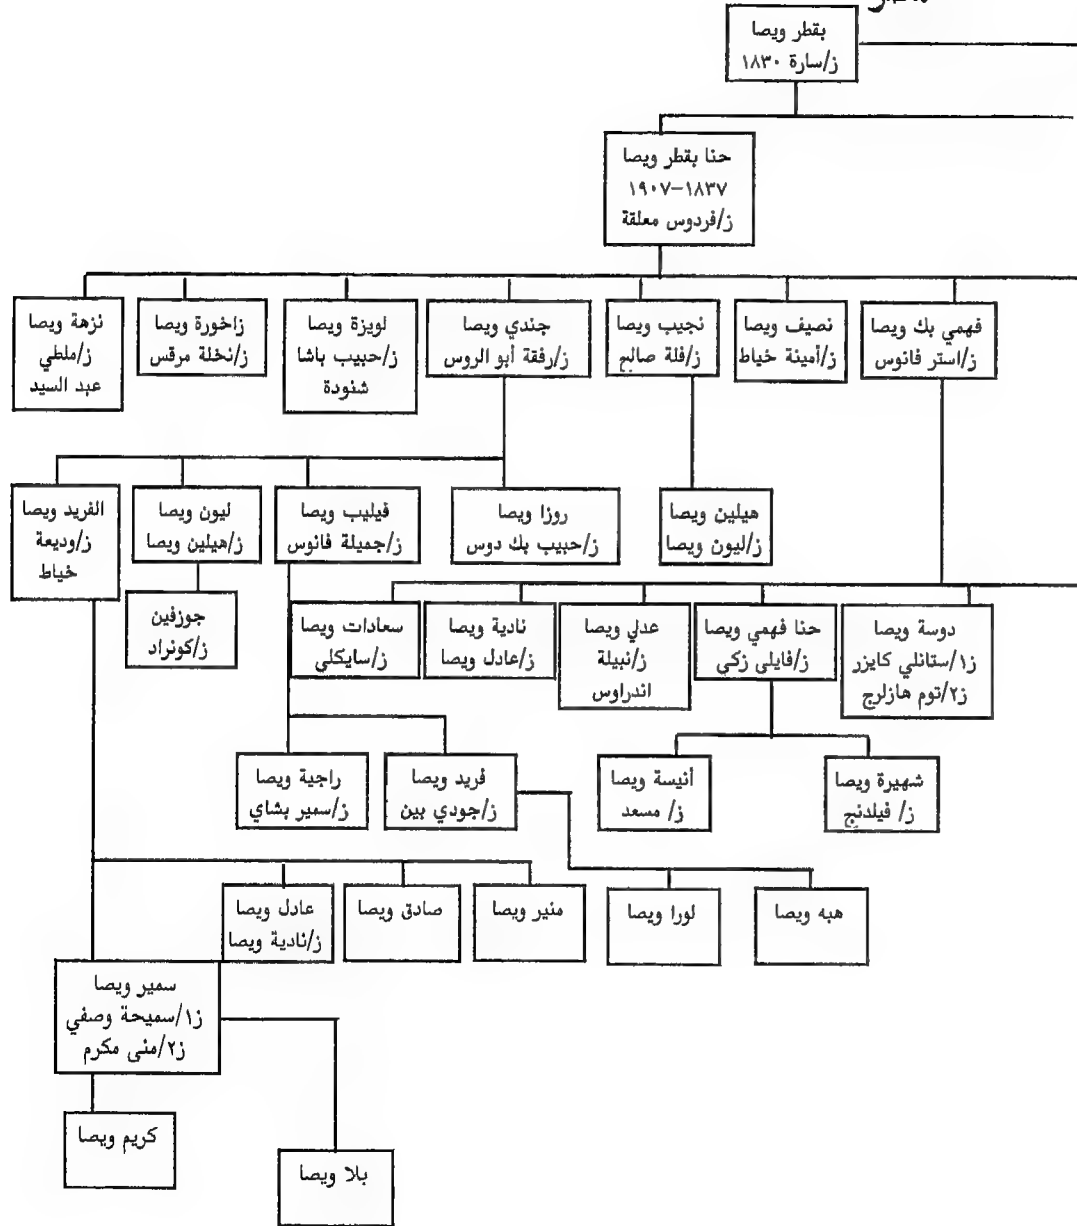 بقطر ويصا
ز/سارة ١٨٣٠
حنا بقطر ويصا
١٨٣٧–١٩٠٧
ز/فردوس معلقة
فهمي بك ويصا
ز/استر فانوس
نصيف ويصا
ز/أمينة خياط
نجيب ويصا
ز/فلة صالح
جندي ويصا
ز/رفقة أبو الروس
لويزة ويصا
ز/حبيب باشا
شنودة
زاخورة ويصا
ز/نخلة مرقس
نزهة ويصا
ز/ملطي
عبد السيد
هيلين ويصا
ز/ليون ويصا
روزا ويصا
ز/حبيب بك دوس
فيليب ويصا
ز/جميلة فانوس
ليون ويصا
ز/هيلين ويصا
الفريد ويصا
ز/وديعة
خياط
دوسة ويصا
ز١/ستانلي كايزر
ز٢/توم هازلرج
حنا فهمي ويصا
ز/فايلى زكي
عدلي ويصا
ز/نبيلة
اندراوس
نادية ويصا
ز/عادل ويصا
سعادات ويصا
ز/سايكلي
جوزفين
ز/كونراد
شهيرة ويصا
ز/ فيلدنج
أنيسة ويصا
ز/ مسعد
فريد ويصا
ز/جودي بين
راجية ويصا
ز/سمير بشاي
هبه ويصا
لورا ويصا
منير ويصا
صادق ويصا
عادل ويصا
ز/نادية ويصا
سمير ويصا
ز١/سميحة وصفي
ز٢/منى مكرم
كريم ويصا
بلا ويصا